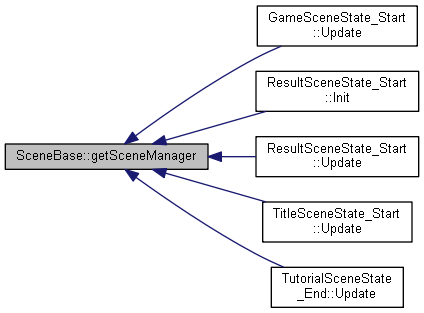 GameSceneState_Start
::Update
ResultSceneState_Start
::Init
SceneBase::getSceneManager
ResultSceneState_Start
::Update
TitleSceneState_Start
::Update
TutorialSceneState
_End::Update